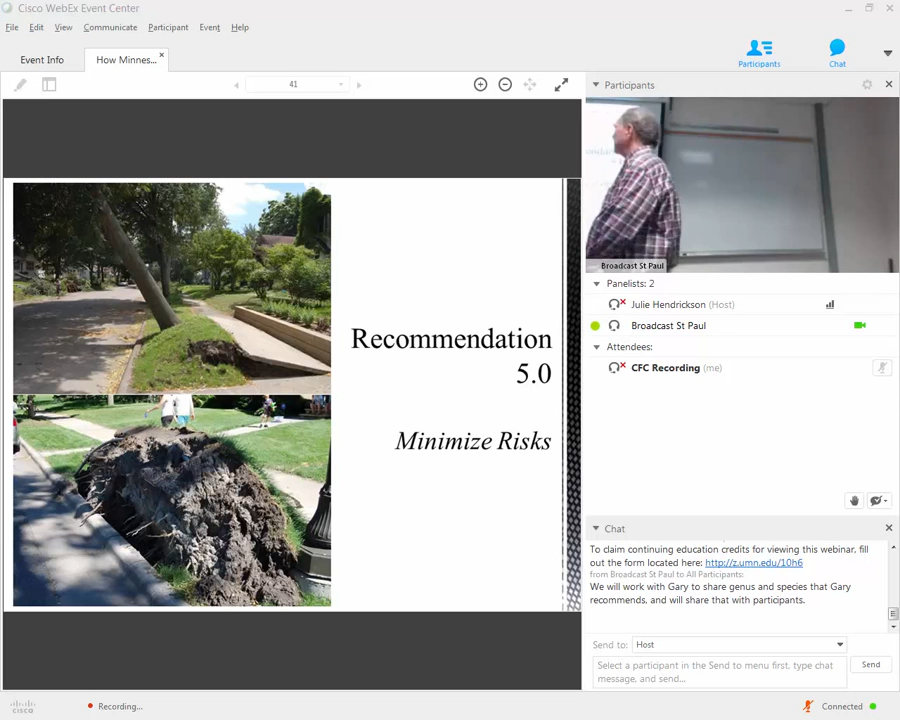 Cisco WebEx Event Center
File Edit View Communicate Participant Event Help
Event Info
How Minnes...
Participants
Chat
41
Participants
Broadcast St Paul
Recommendation
5.0
Minimize Risks
Panelists: 2
Julie Hendrickson (Host)
Broadcast St Paul
Attendees:
CFC Recording (me)
Chat
To claim continuing education credits for viewing this webinar, fill
out the form located here: http://z.umn.edu/10h6
from Broadcast St Paul to All Participants:
We will work with Gary to share genus and species that Gary
recommends, and will share that with participants.
Send to: Host
Select a participant in the Send to menu first, type chat
message, and send...
Send
cisco
Recording...
Connected